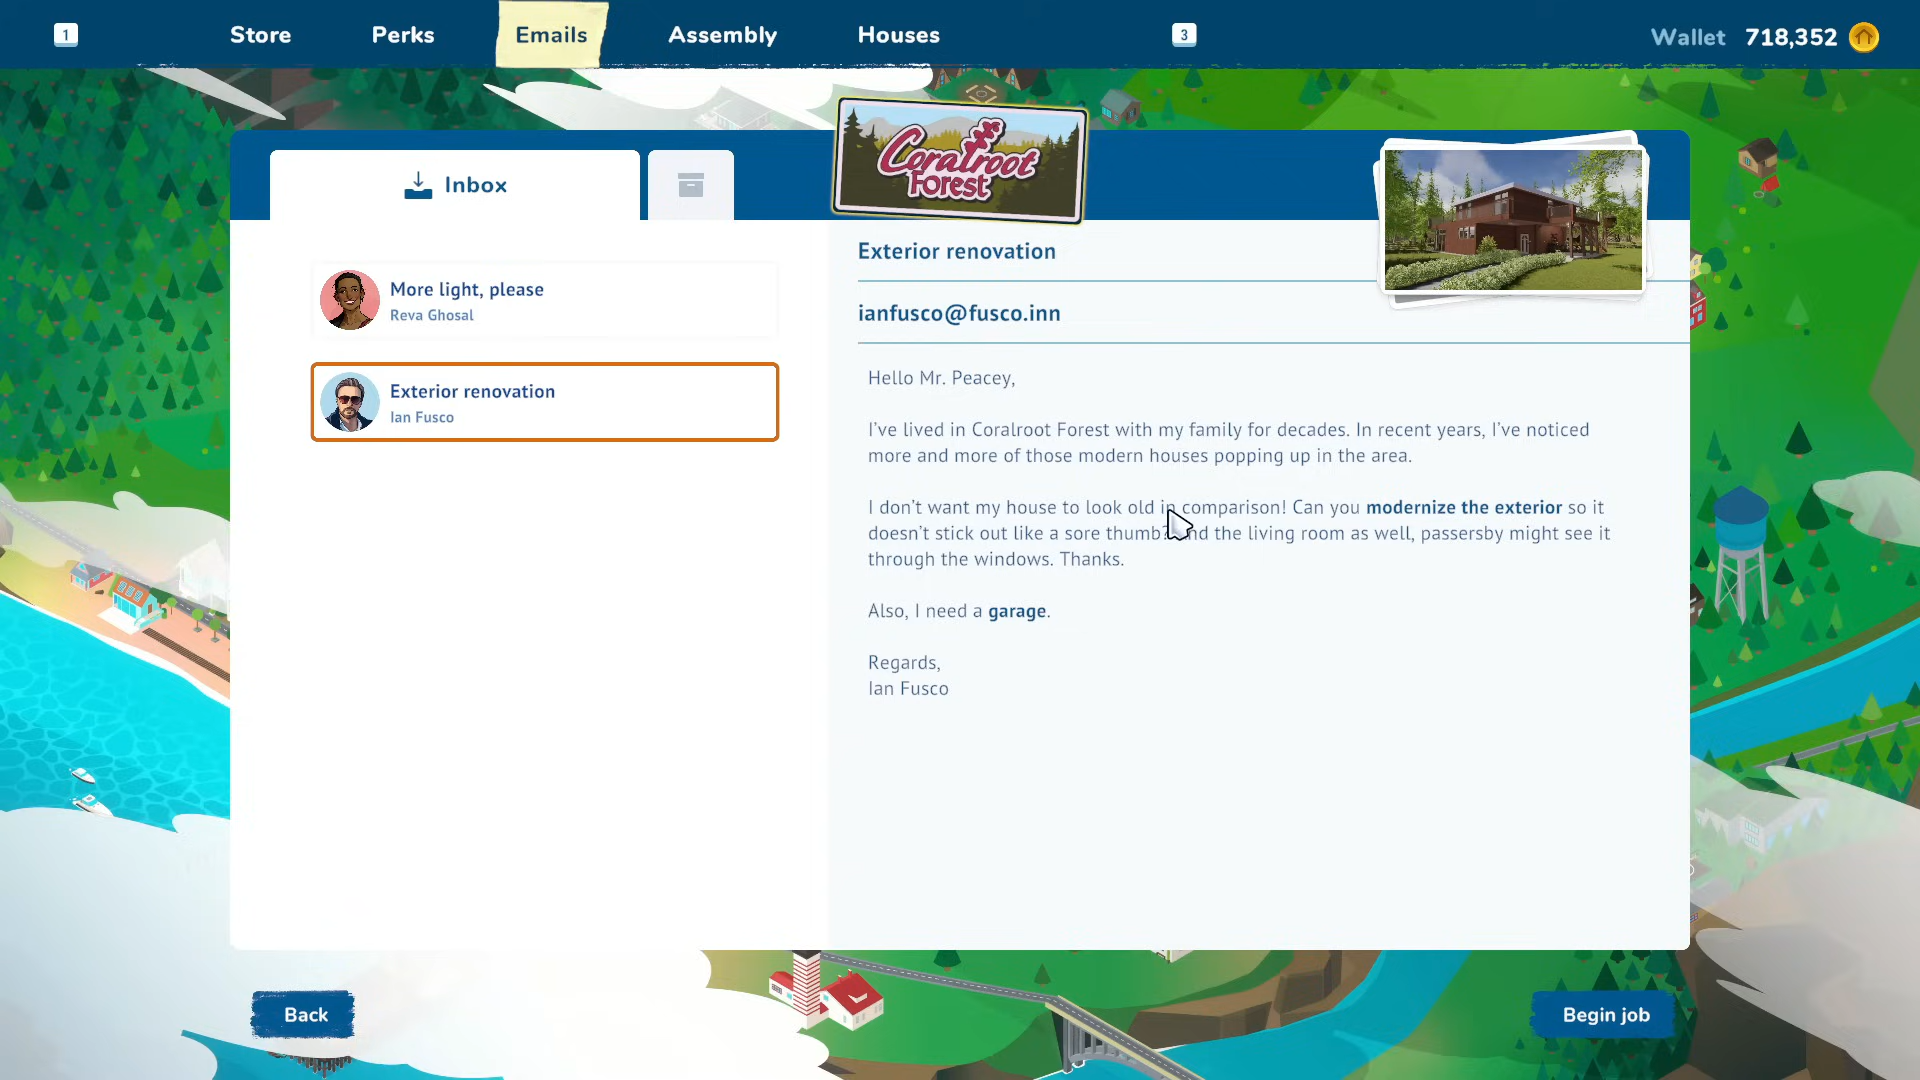 1
Store
Perks
Emails
Assembly
Houses
3
Wallet 718,352
Inbox
Coralroot
Forest
More light, please
Reva Ghosal
Exterior renovation
Ian Fusco
Exterior renovation
ianfusco@fusco.inn
Hello Mr. Peacey,
I've lived in Coralroot Forest with my family for decades. In recent years, I've noticed
more and more of those modern houses popping up in the area.
I don't want my house to look old in comparison! Can you modernize the exterior so it
doesn't stick out like a sore thumb? And the living room as well, passersby might see it
through the windows. Thanks.
Also, I need a garage.
Regards,
Ian Fusco
Back
Begin job